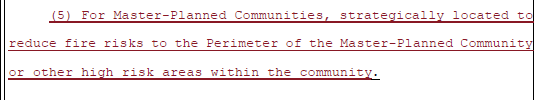 (5) For Master-Planned Communities, strategically located to
reduce fire risks to the Perimeter of the Master-Planned Community
or other high risk areas within the community.